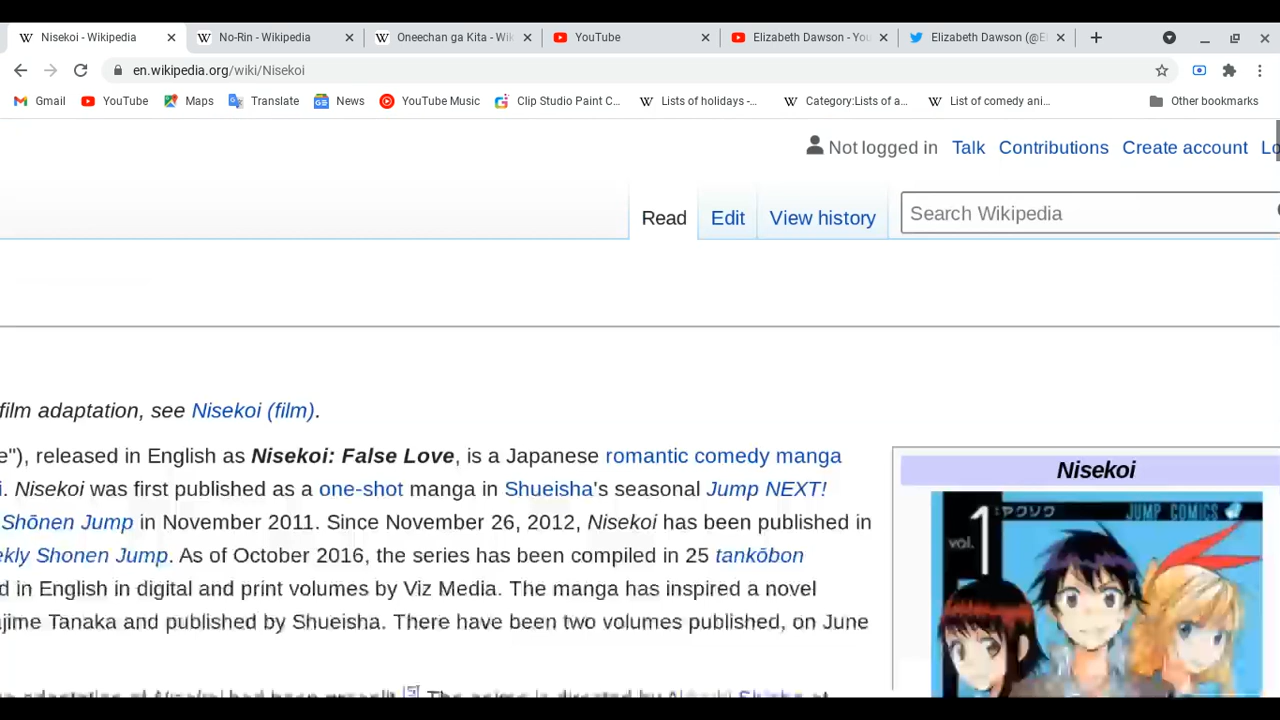 Nisekoi - Wikipedia
No-Rin - Wikipedia
Oneechan ga Kita - Wik
YouTube
Elizabeth Dawson - You
Elizabeth Dawson (@E
en.wikipedia.org/wiki/Nisekoi
Gmail YouTube Maps Translate News YouTube Music Clip Studio Paint C... Lists of holidays -... Category:Lists of a... List of comedy ani... Other bookmarks
Not logged in Talk Contributions Create account Lo
Read Edit View history Search Wikipedia
film adaptation, see Nisekoi (film).
e"), released in English as Nisekoi: False Love, is a Japanese romantic comedy manga
i. Nisekoi was first published as a one-shot manga in Shueisha's seasonal Jump NEXT!
Shōnen Jump in November 2011. Since November 26, 2012, Nisekoi has been published in
ekly Shonen Jump. As of October 2016, the series has been compiled in 25 tankōbon
d in English in digital and print volumes by Viz Media. The manga has inspired a novel
ajime Tanaka and published by Shueisha. There have been two volumes published, on June
Nisekoi
vol. 1 :ヤクソク JUMP COMICS